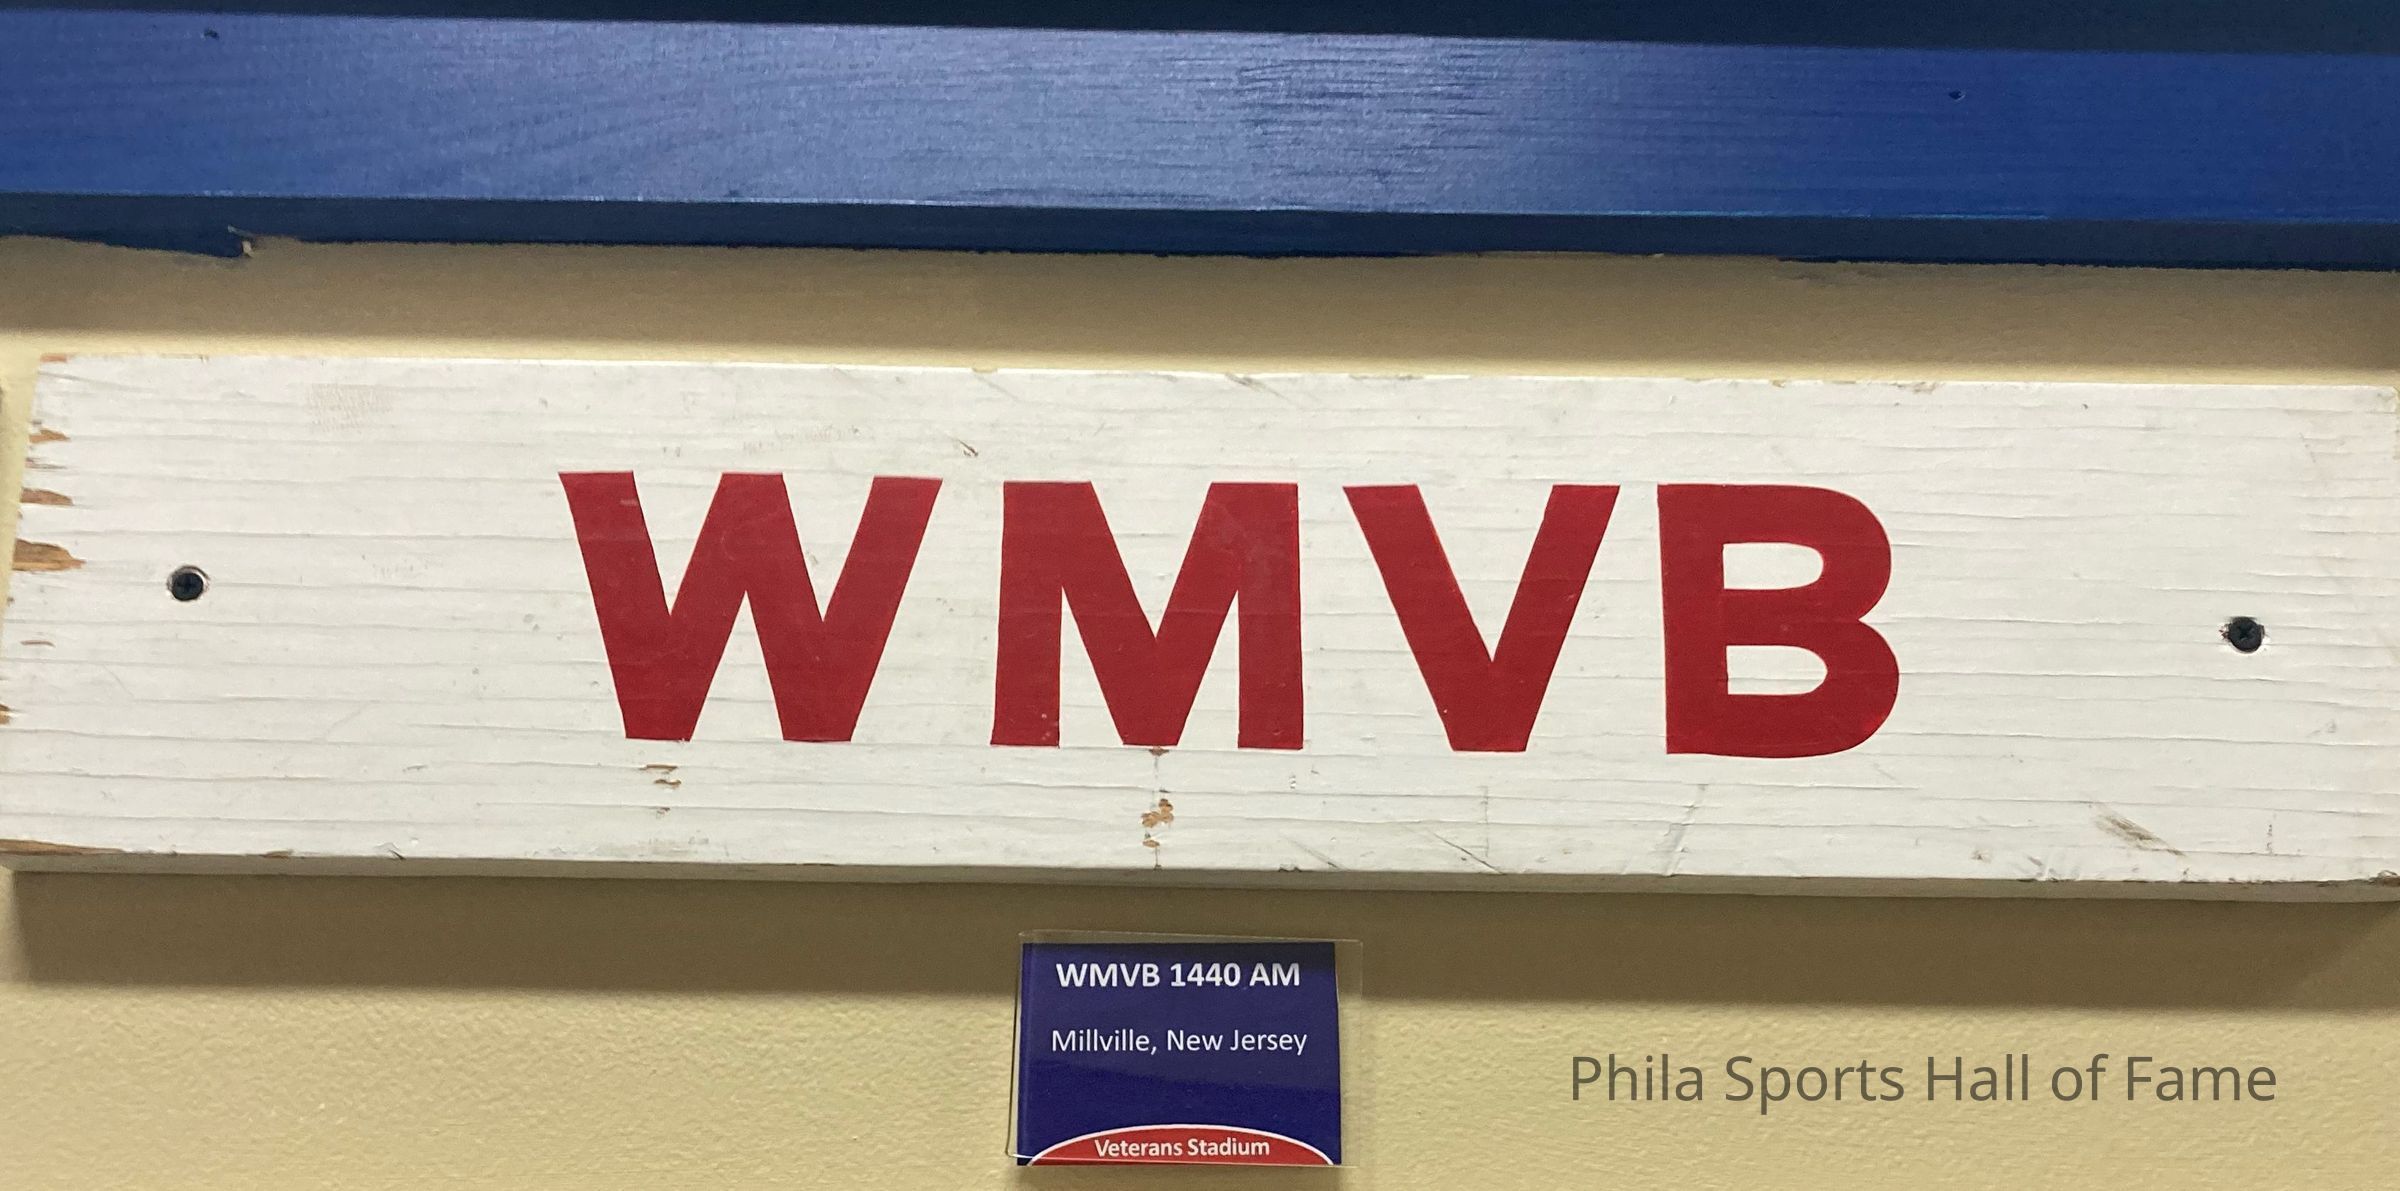 WMVB
WMVB 1440 AM
Millville, New Jersey
Veterans Stadium
Phila Sports Hall of Fame